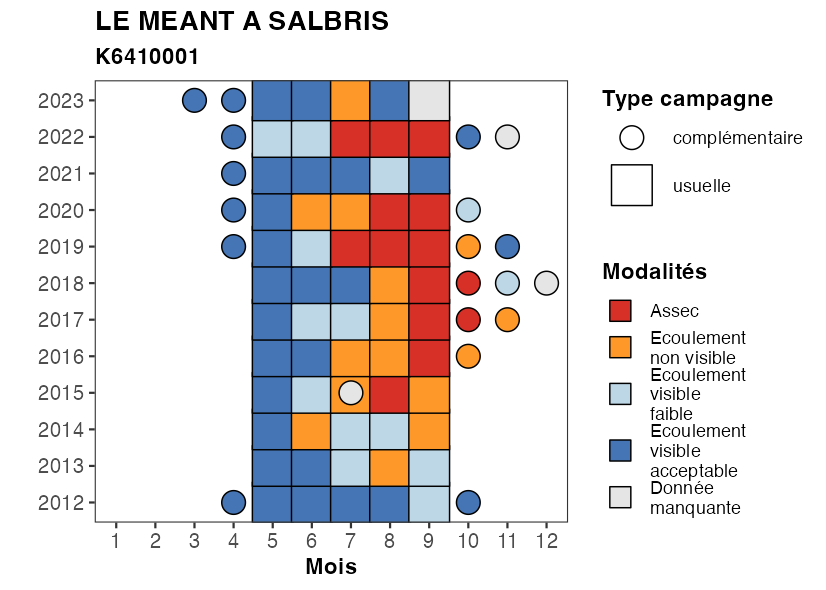 LE MEANT A SALBRIS
K6410001
2023
2022
2021
2020
2019
2018
2017
2016
2015
2014
2013
2012
1 2 3 4 5 6 7 8 9 10 11 12
Mois
Type campagne
complémentaire
usuelle
Modalités
Assec
Ecoulement
non visible
Ecoulement
visible
faible
Ecoulement
visible
acceptable
Donnée
manquante